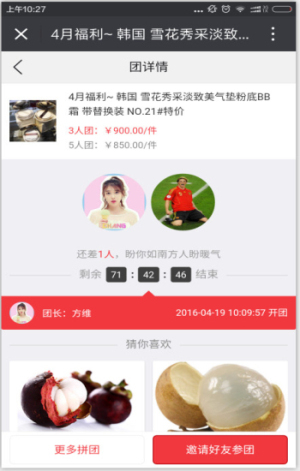 上午10:27
4月福利~ 韩国 雪花秀采淡致...
团详情
4月福利~ 韩国 雪花秀采淡致美气垫粉底BB
霜 带替换装 NO.21#特价
3人团：￥900.00/件
5人团：￥850.00/件
还差1人，盼你如南方人盼暖气
剩余 71 : 42 : 46 结束
团长：方维 2016-04-19 10:09:57 开团
猜你喜欢
更多拼团 邀请好友参团